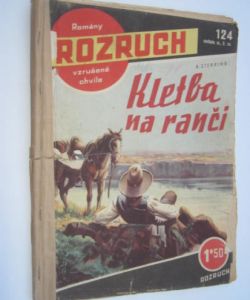 Romány
ROZRUCH
vzrušené
chvíle
124
Kletba
na ranči
1·50
ROZRUCH